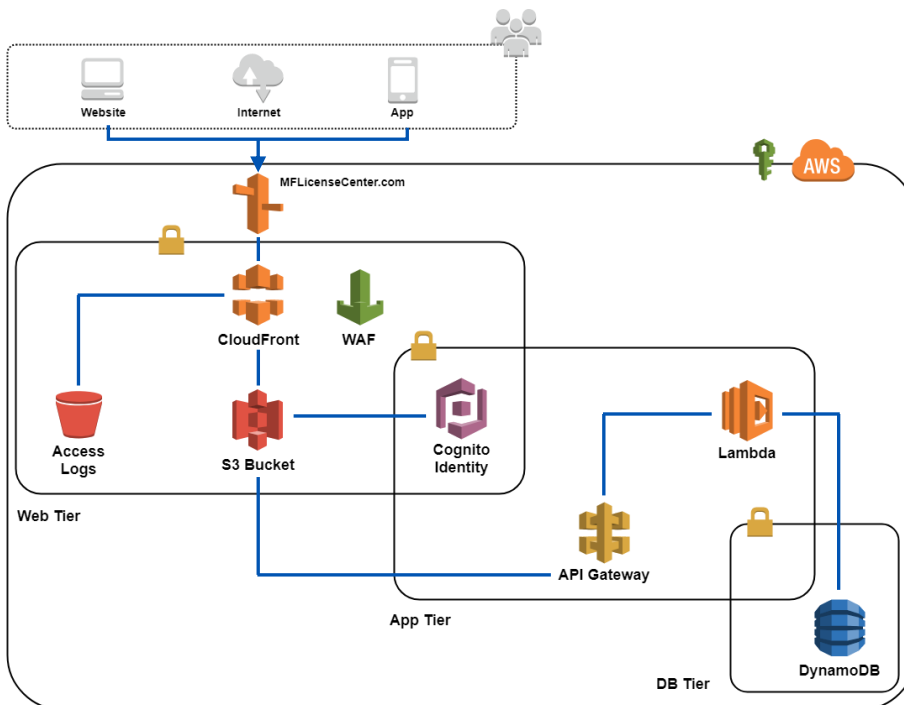 Website
Internet
App
MFLicenseCenter.com
AWS
CloudFront
WAF
Access
Logs
S3 Bucket
Cognito
Identity
Lambda
Web Tier
API Gateway
App Tier
DynamoDB
DB Tier